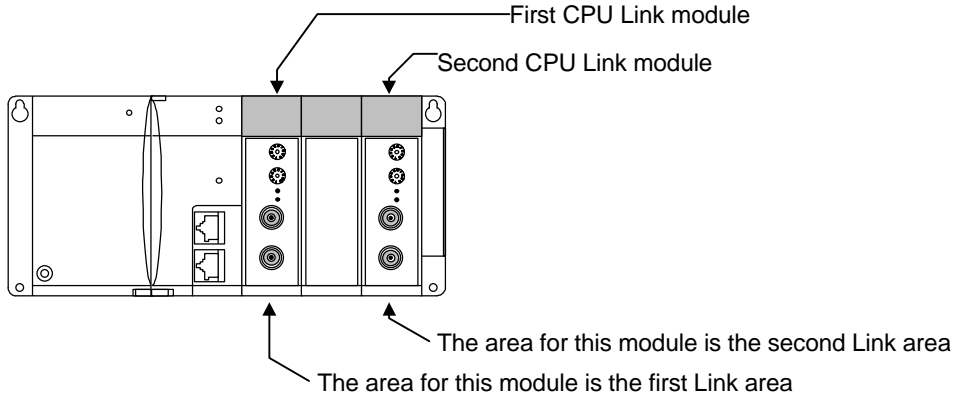 First CPU Link module
Second CPU Link module
The area for this module is the second Link area
The area for this module is the first Link area